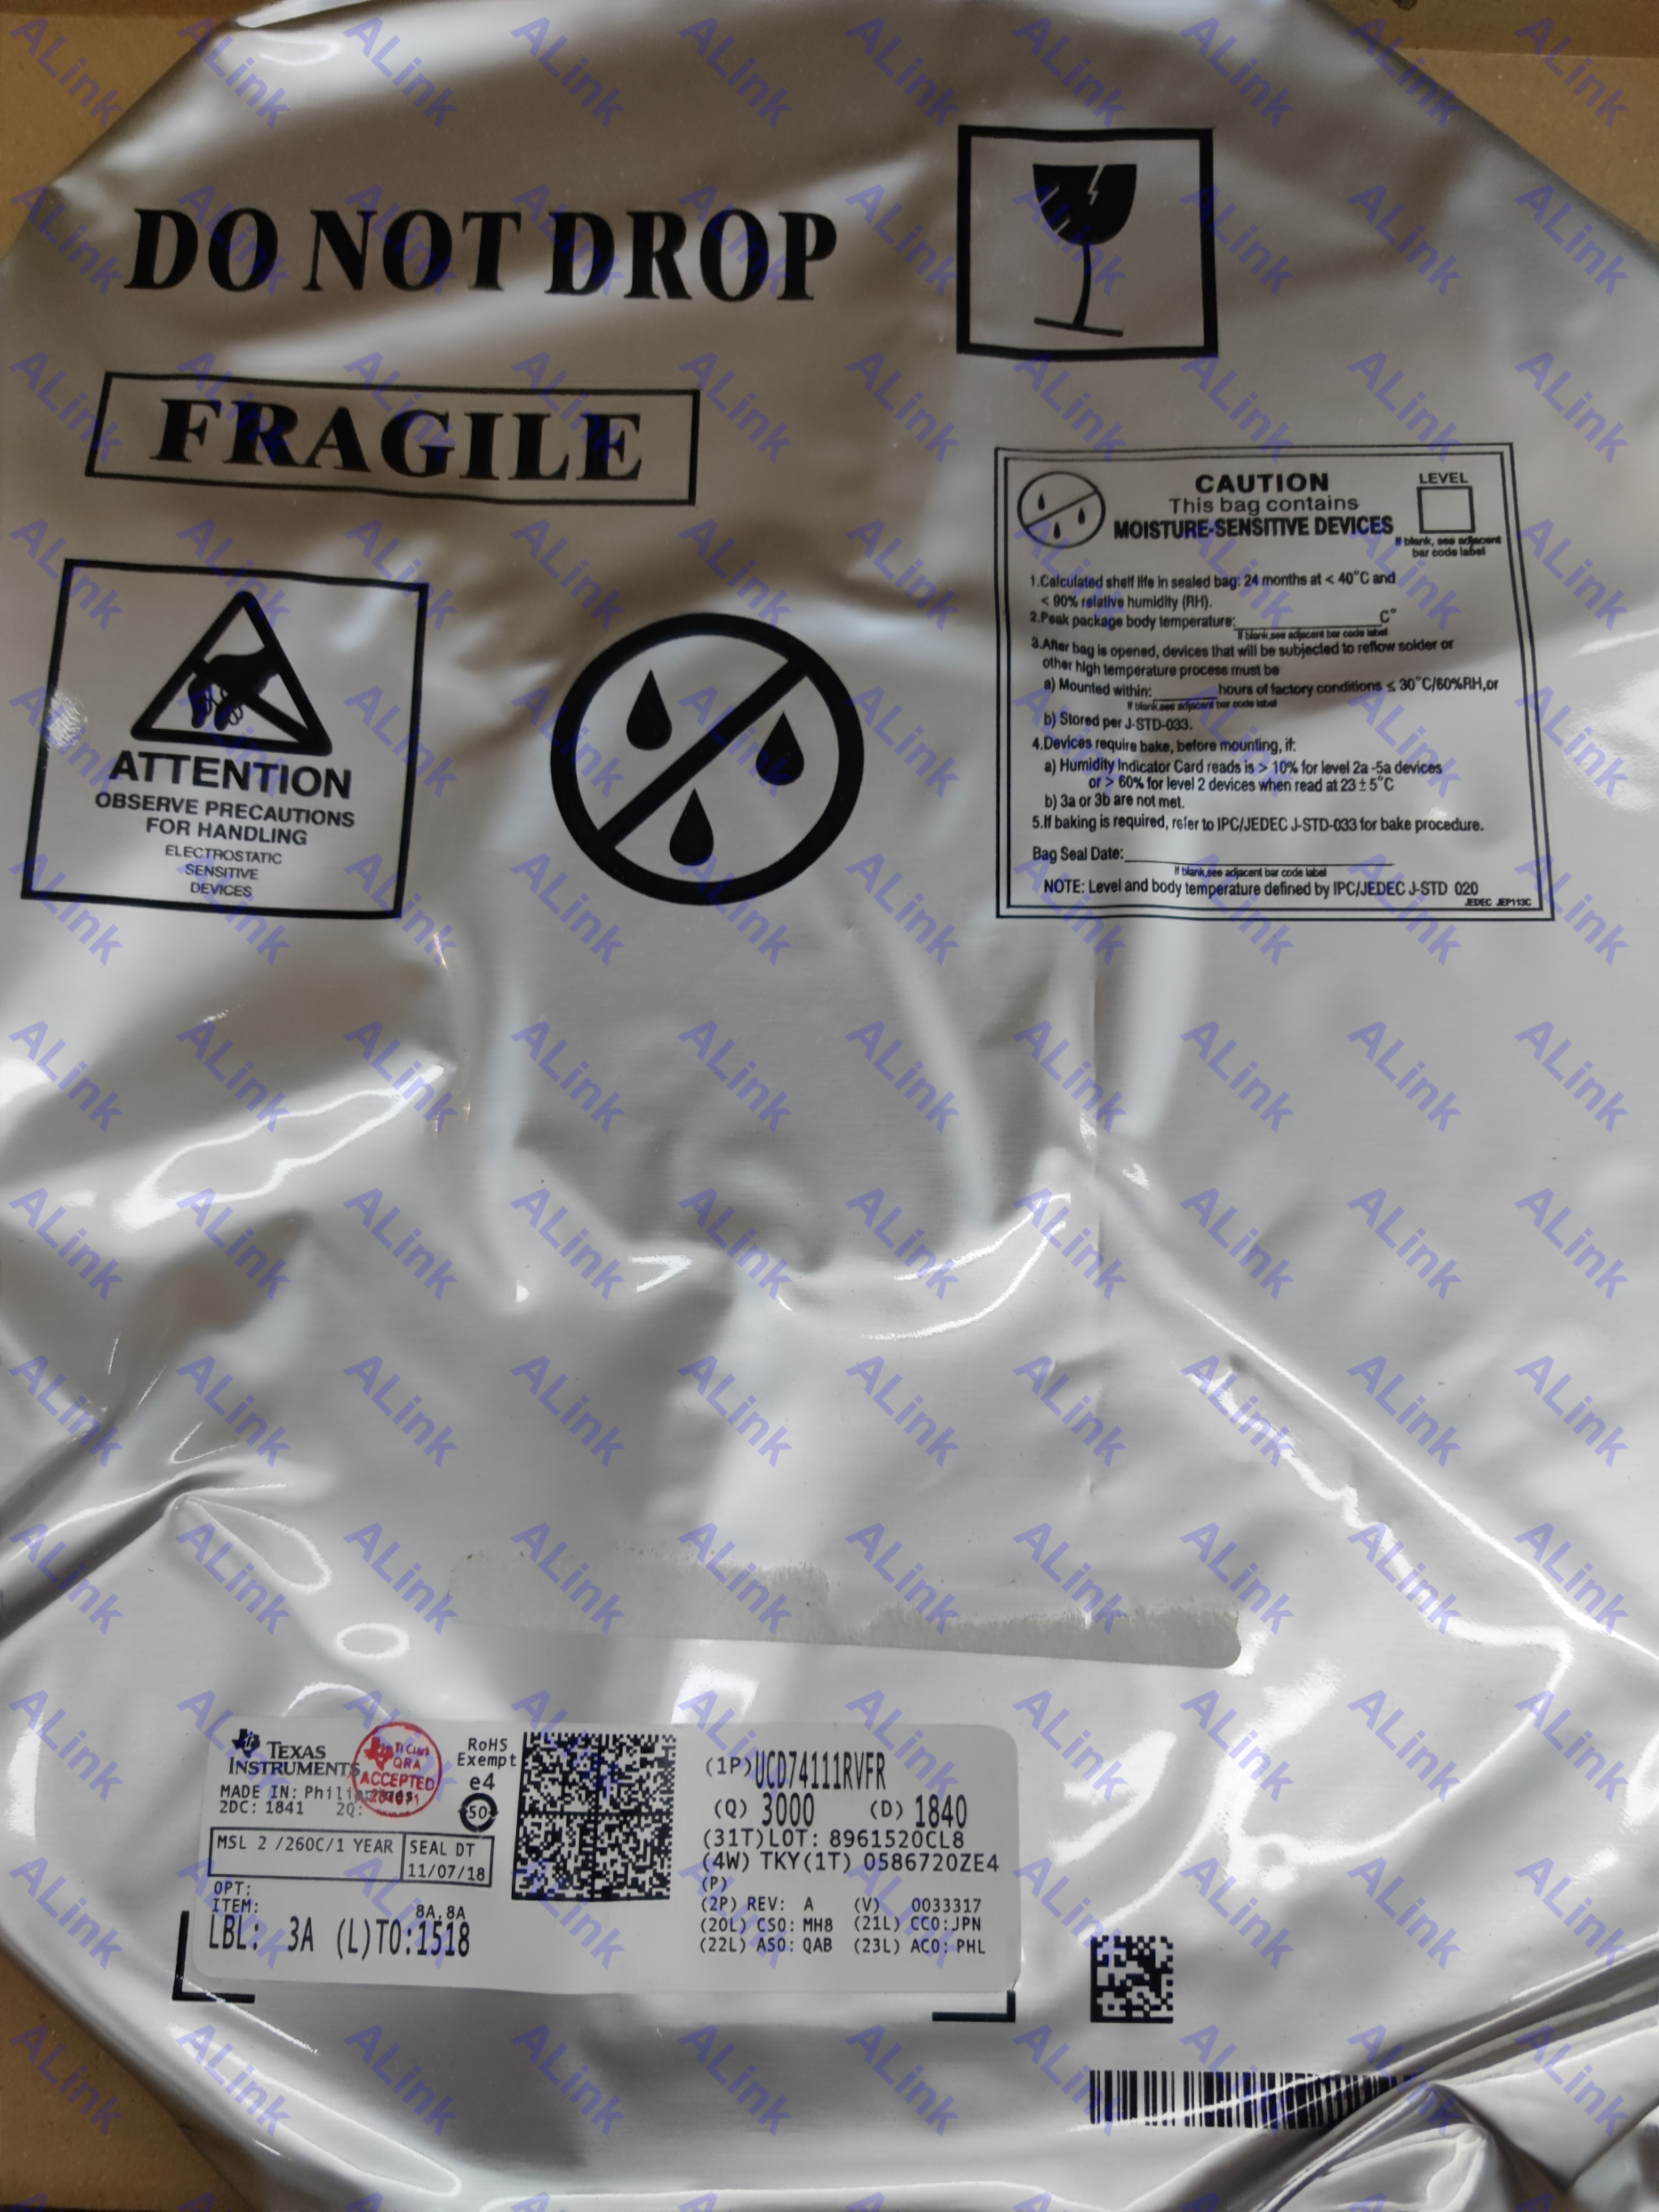 DO NOT DROP
FRAGILE
CAUTION
This bag contains
MOISTURE-SENSITIVE DEVICES
LEVEL
If blank, see adjacent
bar code label
1.Calculated shelf life in sealed bag: 24 months at < 40°C and
< 90% relative humidity (RH).
2.Peak package body temperature:____________C°
If blank,see adjacent bar code label
3.After bag is opened, devices that will be subjected to reflow solder or
other high temperature process must be
a) Mounted within:______hours of factory conditions ≤ 30°C/60%RH,or
If blank,see adjacent bar code label
b) Stored per J-STD-033.
4.Devices require bake, before mounting, if:
a) Humidity Indicator Card reads is > 10% for level 2a -5a devices
or > 60% for level 2 devices when read at 23 ± 5°C
b) 3a or 3b are not met.
5.If baking is required, refer to IPC/JEDEC J-STD-033 for bake procedure.
Bag Seal Date:____________
If blank,see adjacent bar code label
NOTE: Level and body temperature defined by IPC/JEDEC J-STD 020
JEDEC JEP113C
ATTENTION
OBSERVE PRECAUTIONS
FOR HANDLING
ELECTROSTATIC
SENSITIVE
DEVICES
TEXAS
INSTRUMENTS
MADE IN: Philippines
2DC: 1841 2Q:
TI Clark
QRA
ACCEPTED
RoHS
Exempt
e4
50
MSL 2 /260C/1 YEAR
SEAL DT
11/07/18
OPT:
ITEM:
8A.8A
LBL: 3A (L)TO:1518
(1P)UCD74111RVFR
(Q) 3000 (D) 1840
(31T)LOT: 8961520CL8
(4W) TKY(1T) 0586720ZE4
(P)
(2P) REV: A (V) 0033317
(20L) CSO: MH8 (21L) CCO:JPN
(22L) ASO: QAB (23L) ACO: PHL
ALink